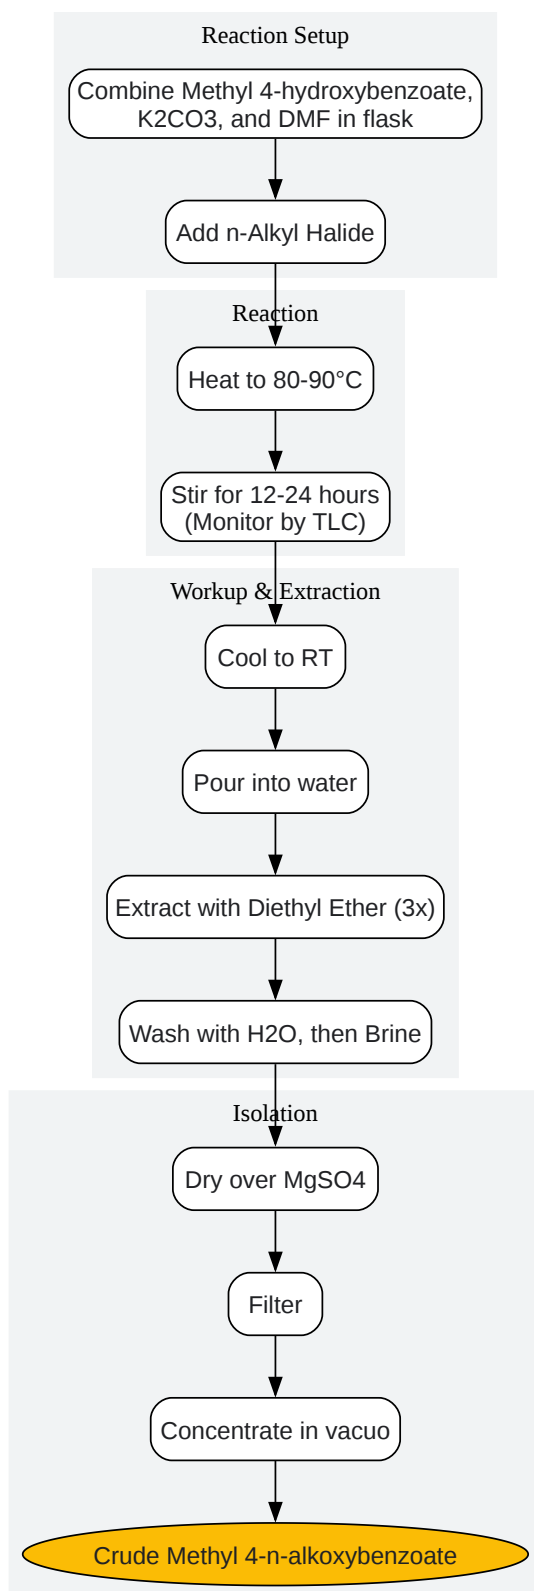 Reaction Setup
Combine Methyl 4-hydroxybenzoate,
K2CO3, and DMF in flask
Add n-Alkyl Halide
Reaction
Heat to 80-90°C
Stir for 12-24 hours
(Monitor by TLC)
Workup & Extraction
Cool to RT
Pour into water
Extract with Diethyl Ether (3x)
Wash with H2O, then Brine
Isolation
Dry over MgSO4
Filter
Concentrate in vacuo
Crude Methyl 4-n-alkoxybenzoate